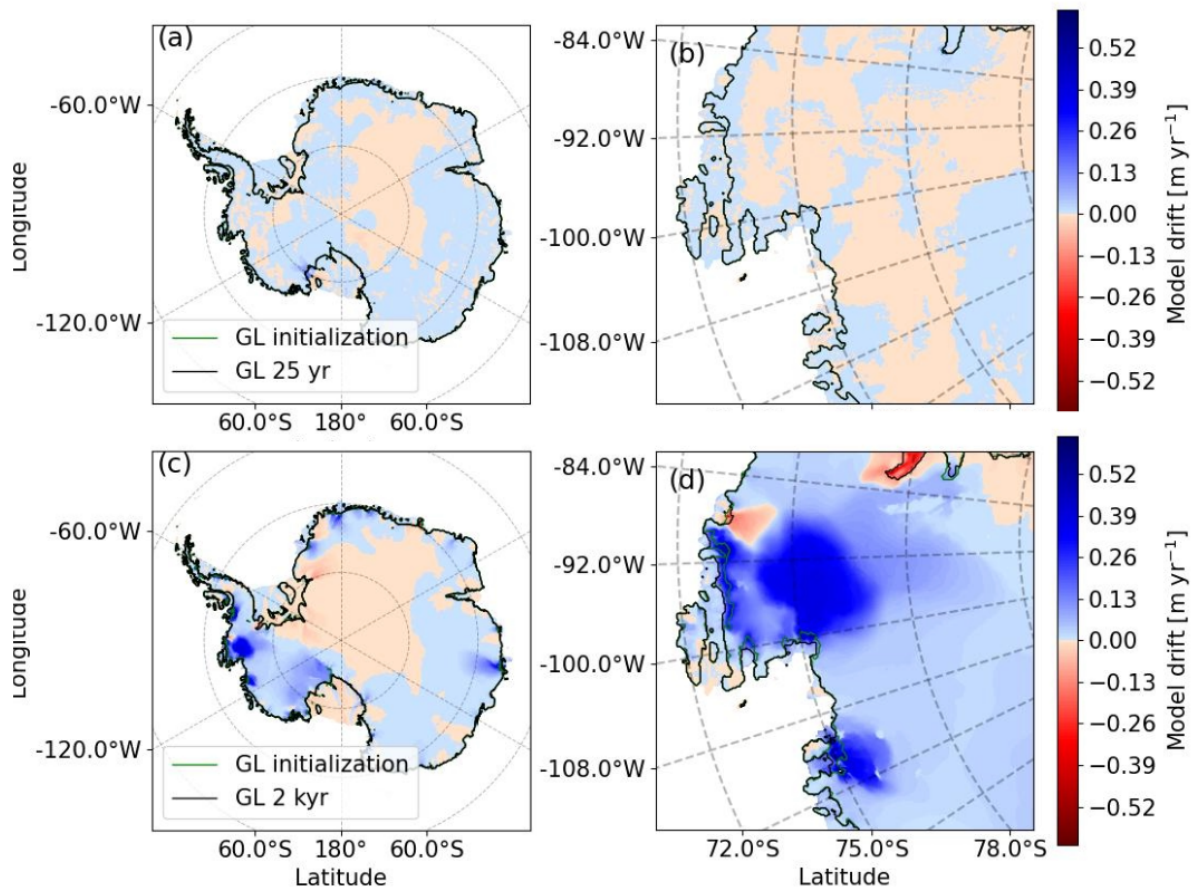 (a)
-60.0°W
Longitude
-120.0°W
GL initialization
GL 25 yr
60.0°S 180° 60.0°S
(b)
-84.0°W
-92.0°W
-100.0°W
-108.0°W
0.52
0.39
0.26
0.13
0.00
−0.13
−0.26
−0.39
−0.52
Model drift [m yr⁻¹]
(c)
-60.0°W
Longitude
-120.0°W
GL initialization
GL 2 kyr
60.0°S 180° 60.0°S
Latitude
(d)
-84.0°W
-92.0°W
-100.0°W
-108.0°W
72.0°S 75.0°S 78.0°S
Latitude
0.52
0.39
0.26
0.13
0.00
−0.13
−0.26
−0.39
−0.52
Model drift [m yr⁻¹]